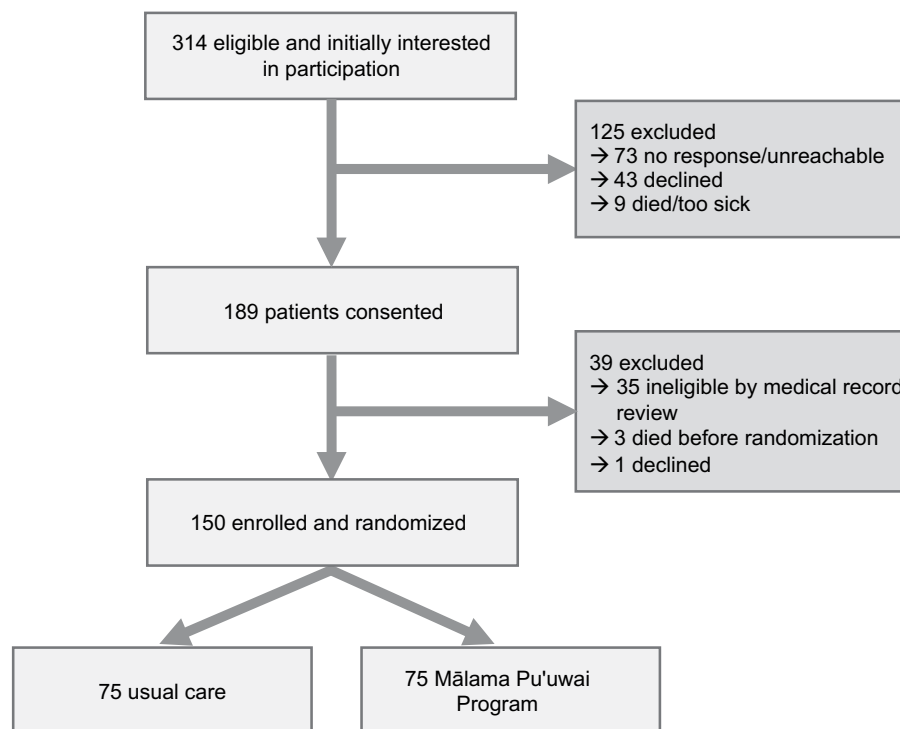 314 eligible and initially interested
in participation
125 excluded
→ 73 no response/unreachable
→ 43 declined
→ 9 died/too sick
189 patients consented
39 excluded
→ 35 ineligible by medical record
review
→ 3 died before randomization
→ 1 declined
150 enrolled and randomized
75 usual care
75 Mālama Pu'uwai
Program